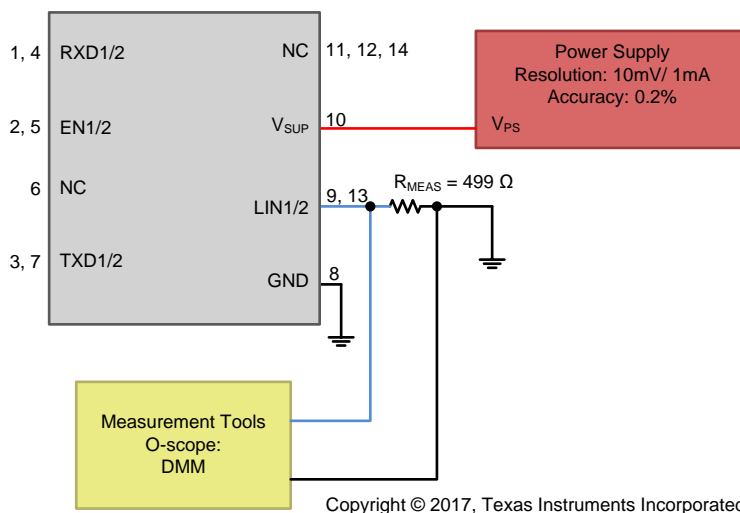 1, 4 RXD1/2 NC 11, 12, 14
2, 5 EN1/2 VSUP 10
6 NC
LIN1/2 9, 13
3, 7 TXD1/2
GND 8
Power Supply
Resolution: 10mV/ 1mA
Accuracy: 0.2%
VPS
RMEAS = 499 Ω
Measurement Tools
O-scope:
DMM
Copyright © 2017, Texas Instruments Incorporated